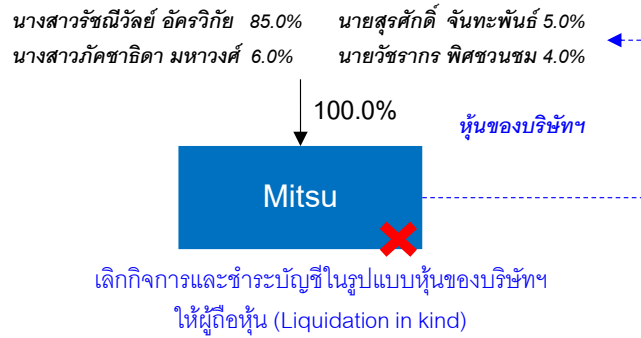 นางสาวรัชณีวัลย์ อัครวิกัย 85.0% นายสุรศักดิ์ จันทะพันธ์ 5.0%
นางสาวภัคชาธิดา มหาวงศ์ 6.0% นายวัชรากร พิศชวนชม 4.0%
100.0%
หุ้นของบริษัทฯ
Mitsu
เลิกกิจการและชำระบัญชีในรูปแบบหุ้นของบริษัทฯ
ให้ผู้ถือหุ้น (Liquidation in kind)